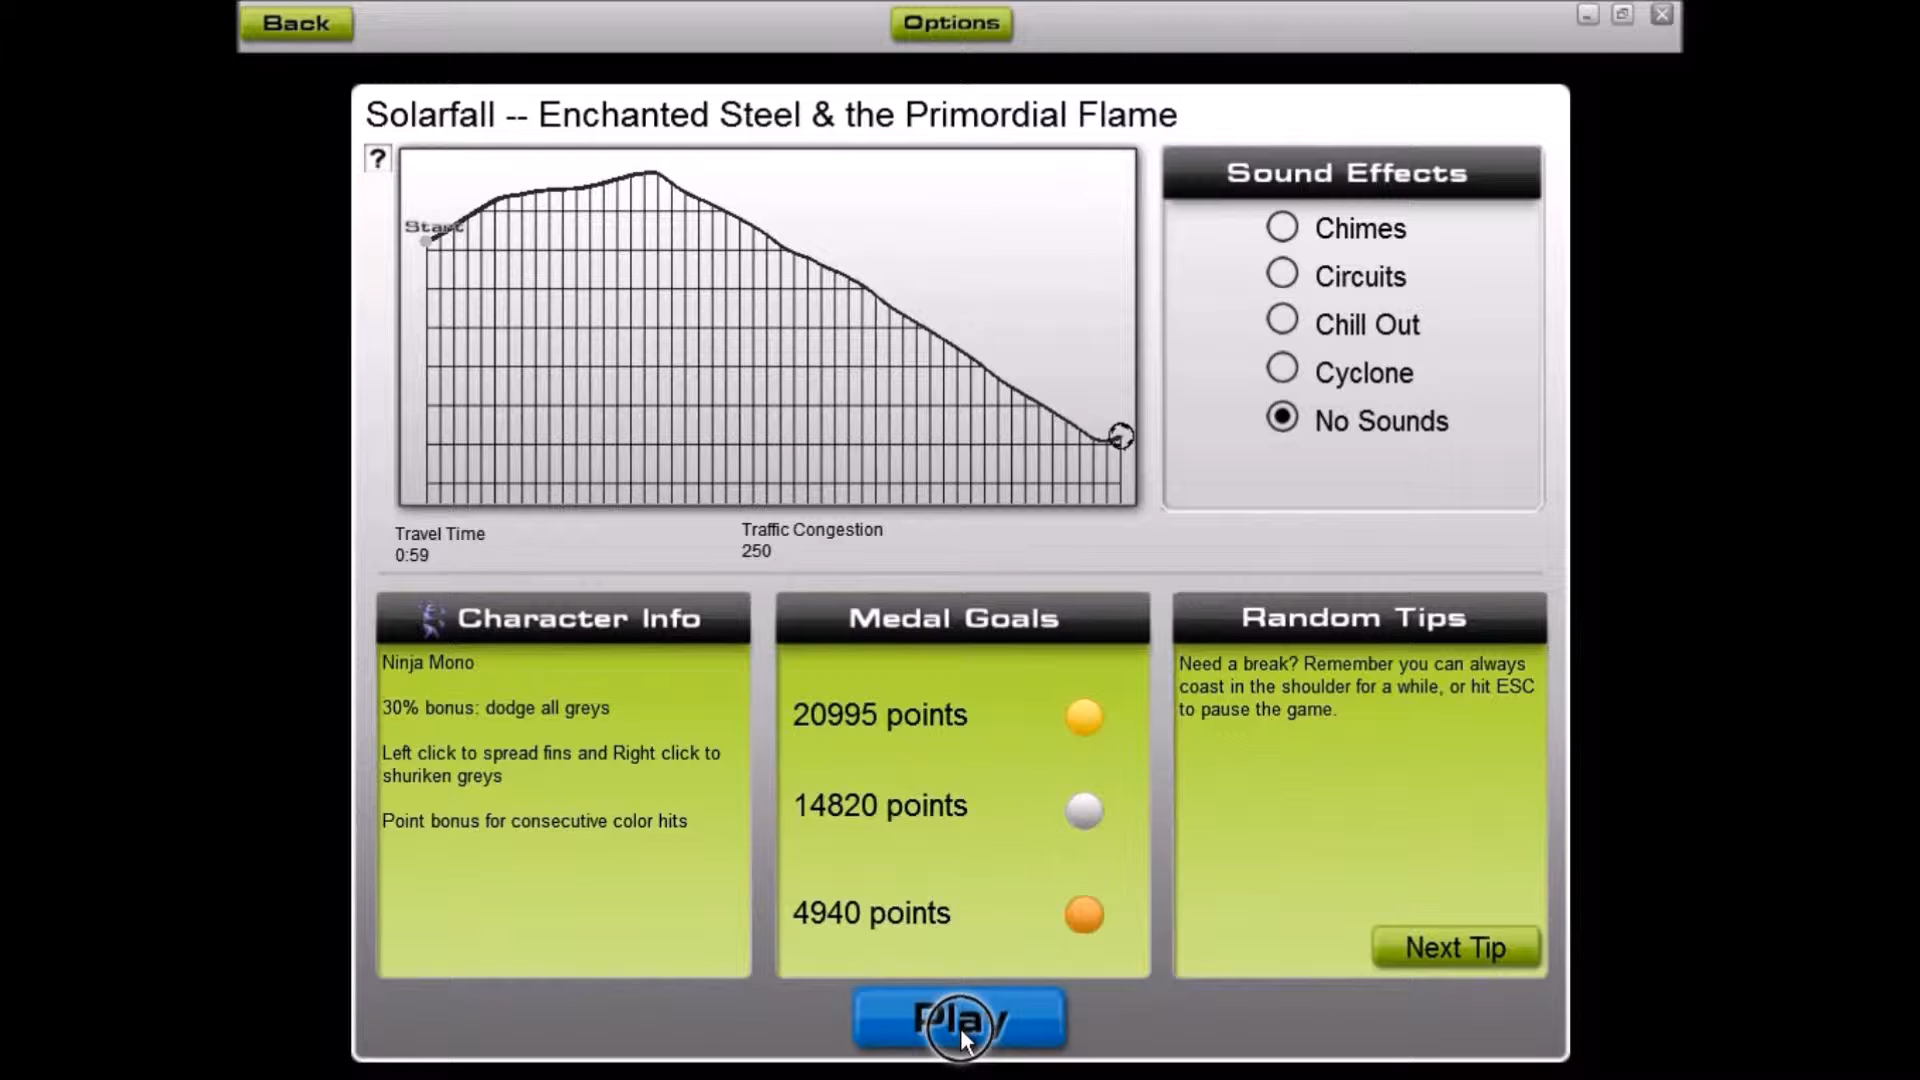 Back
Options
Solarfall -- Enchanted Steel & the Primordial Flame
?
Start
Sound Effects
Chimes
Circuits
Chill Out
Cyclone
No Sounds
Travel Time
0:59
Traffic Congestion
250
Character Info
Ninja Mono
30% bonus: dodge all greys
Left click to spread fins and Right click to
shuriken greys
Point bonus for consecutive color hits
Medal Goals
20995 points
14820 points
4940 points
Random Tips
Need a break? Remember you can always
coast in the shoulder for a while, or hit ESC
to pause the game.
Next Tip
Play